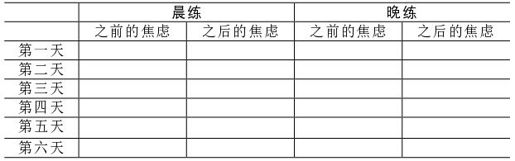 晨练 晚练
之前的焦虑 之后的焦虑 之前的焦虑 之后的焦虑
第一天
第二天
第三天
第四天
第五天
第六天